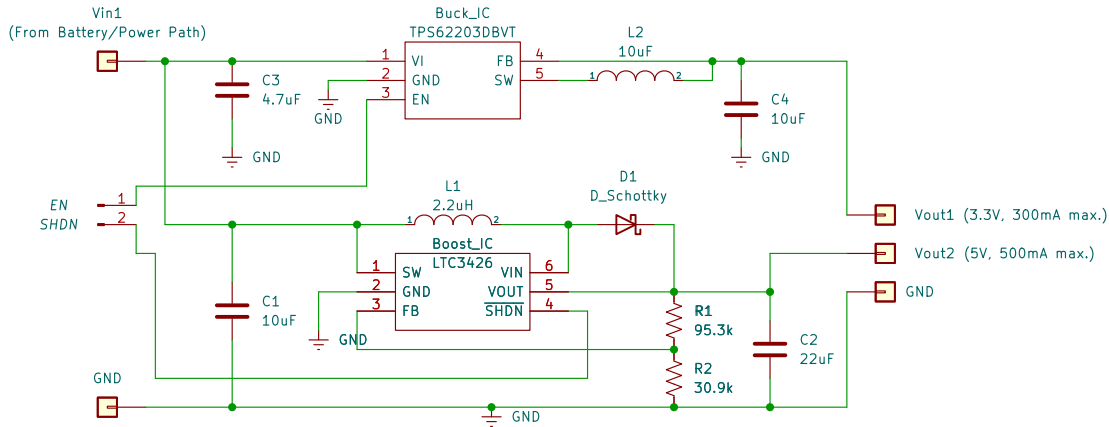 Vin1
(From Battery/Power Path)
Buck_IC
TPS62203DBVT
1 VI
2 GND
3 EN
FB 4
SW 5
L2
10uF
1 2
C3
4.7uF
GND
GND
C4
10uF
GND
EN 1
SHDN 2
L1
2.2uH
1 2
D1
D_Schottky
Boost_IC
LTC3426
1 SW
2 GND
3 FB
VIN 6
VOUT 5
SHDN 4
GND
C1
10uF
R1
95.3k
R2
30.9k
C2
22uF
Vout1 (3.3V, 300mA max.)
Vout2 (5V, 500mA max.)
GND
GND
GND